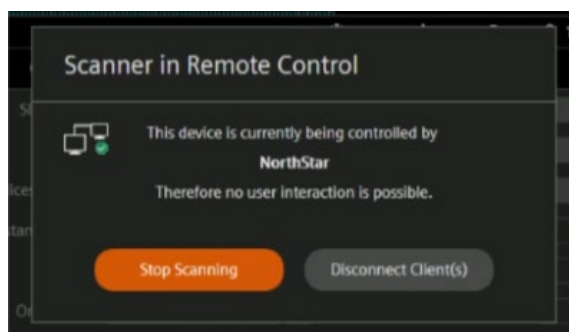 Scanner in Remote Control
This device is currently being controlled by
NorthStar
Therefore no user interaction is possible.
Stop Scanning
Disconnect Client(s)